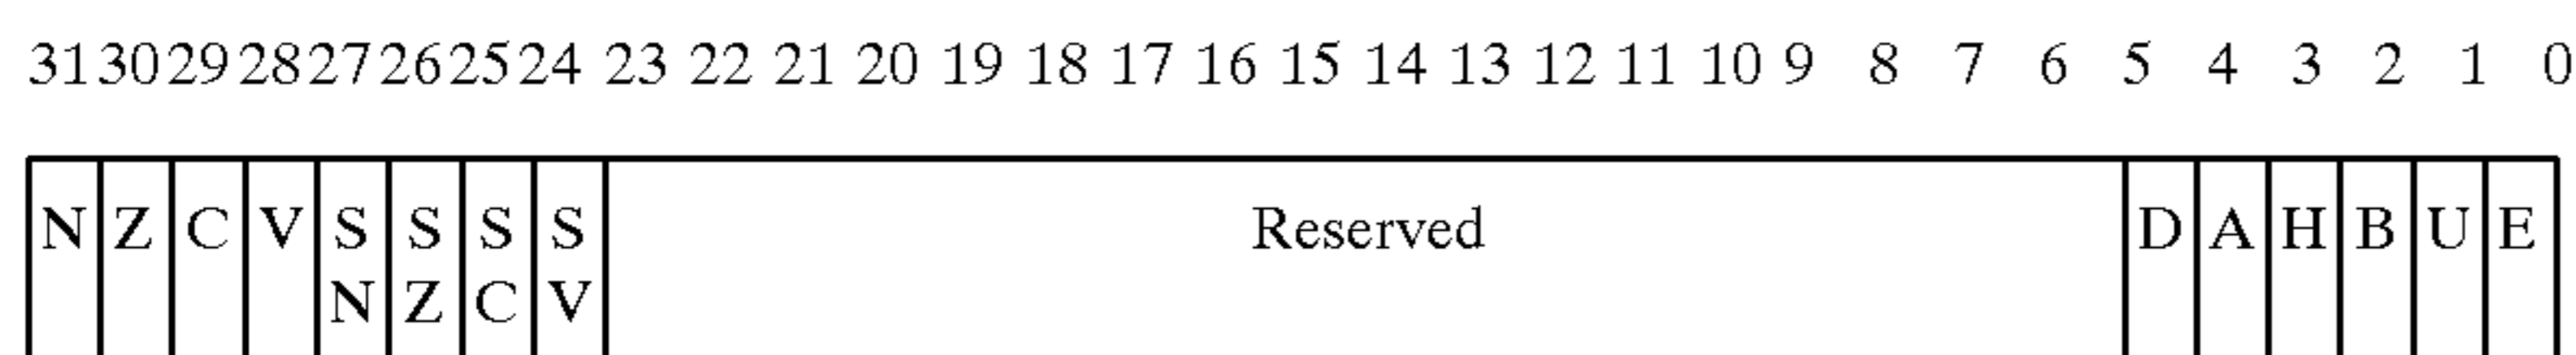 31 30 29 28 27 26 25 24 23 22 21 20 19 18 17 16 15 14 13 12 11 10 9 8 7 6 5 4 3 2 1 0
N Z C V S S S S Reserved D A H B U E
N Z C V